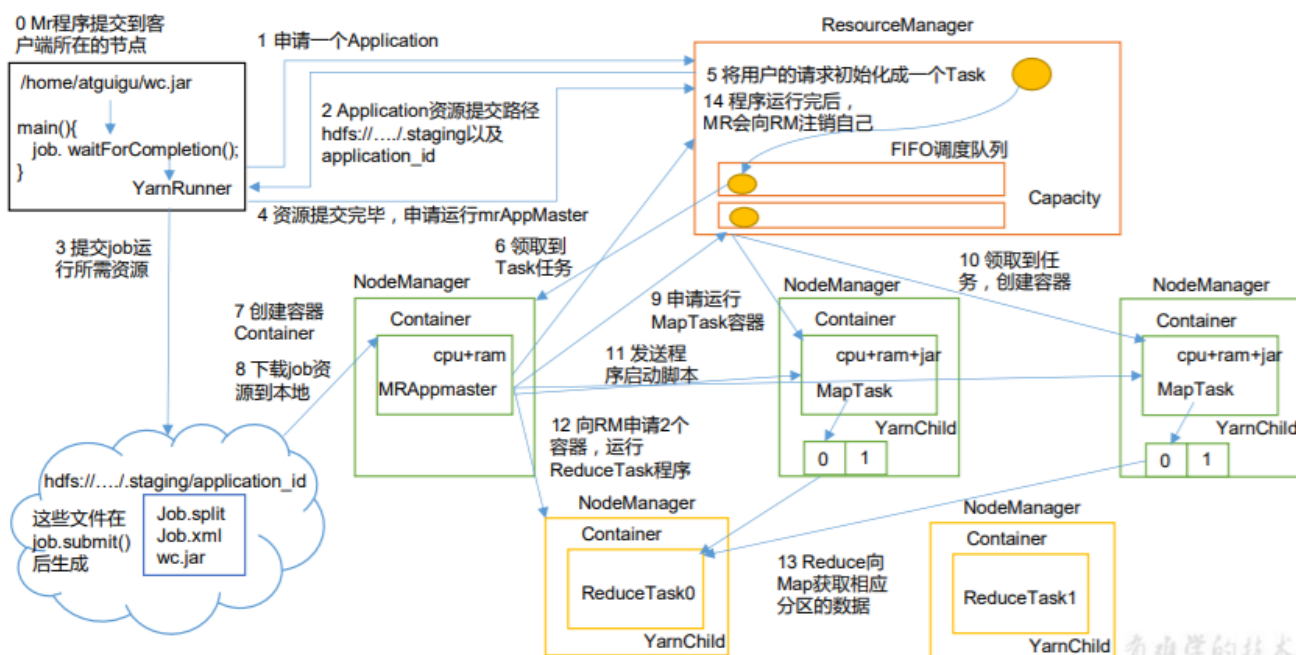 0 Mr程序提交到客
户端所在的节点
/home/atguigu/wc.jar
main(){
job. waitForCompletion();
}
YarnRunner
1 申请一个Application
2 Application资源提交路径
hdfs://…./.staging以及
application_id
4 资源提交完毕，申请运行mrAppMaster
ResourceManager
5 将用户的请求初始化成一个Task
14 程序运行完后，
MR会向RM注销自己
FIFO调度队列
Capacity
3 提交job运
行所需资源
6 领取到
Task任务
7 创建容器
Container
8 下载job资
源到本地
NodeManager
Container
cpu+ram
MRAppmaster
9 申请运行
MapTask容器
11 发送程
序启动脚本
10 领取到任
务，创建容器
NodeManager
Container
cpu+ram+jar
MapTask
YarnChild
0 1
NodeManager
Container
cpu+ram+jar
MapTask
YarnChild
0 1
12 向RM申请2个
容器，运行
ReduceTask程序
hdfs://…./.staging/application_id
这些文件在
job.submit()
后生成
Job.split
Job.xml
wc.jar
NodeManager
Container
ReduceTask0
YarnChild
13 Reduce向
Map获取相应
分区的数据
NodeManager
Container
ReduceTask1
YarnChild